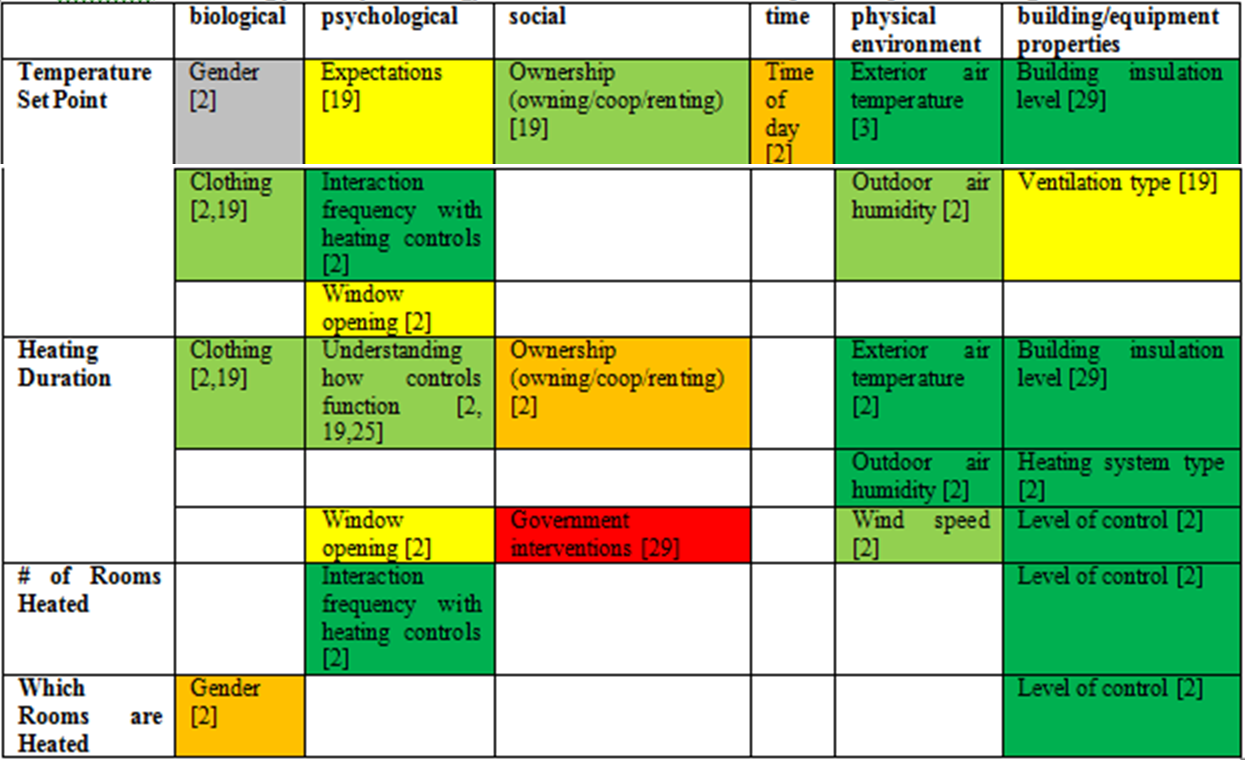 biological psychological social time physical environment building/equipment properties
Temperature Set Point
Gender [2]
Expectations [19]
Ownership (owning/coop/renting) [19]
Time of day [2]
Exterior air temperature [3]
Building insulation level [29]
Clothing [2,19]
Interaction frequency with heating controls [2]
Outdoor air humidity [2]
Ventilation type [19]
Window opening [2]
Heating Duration
Clothing [2,19]
Understanding how controls function [2, 19,25]
Ownership (owning/coop/renting) [2]
Exterior air temperature [2]
Building insulation level [29]
Outdoor air humidity [2]
Heating system type [2]
Window opening [2]
Government interventions [29]
Wind speed [2]
Level of control [2]
# of Rooms Heated
Interaction frequency with heating controls [2]
Level of control [2]
Which Rooms are Heated
Gender [2]
Level of control [2]